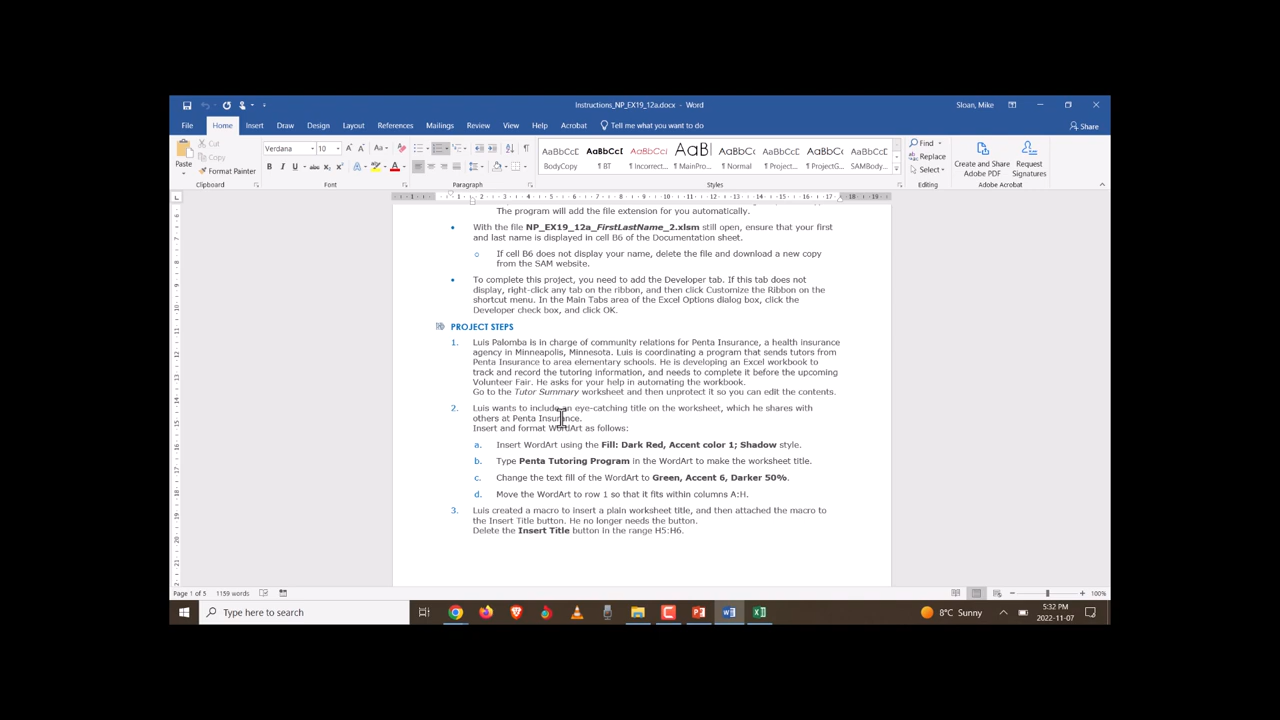 Instructions_NP_EX19_12a.docx - Word
Sloan, Mike
File Home Insert Draw Design Layout References Mailings Review View Help Acrobat Tell me what you want to do Share
Paste
Cut
Copy
Format Painter
Clipboard
Verdana 10
Font
Paragraph
AaBbCcC AaBbCcI AaBbCcI AaB AaBbCcC AaBbCcD AaBbCcD AaBbCcD
BodyCopy ¶ BT ¶ Incorrect... ¶ MainPro... ¶ Normal ¶ Project... ¶ ProjectG... SAMBody...
Styles
Find
Replace
Select
Editing
Create and Share Adobe PDF
Request Signatures
Adobe Acrobat
The program will add the file extension for you automatically.
• With the file NP_EX19_12a_FirstLastName_2.xlsm still open, ensure that your first
and last name is displayed in cell B6 of the Documentation sheet.
o If cell B6 does not display your name, delete the file and download a new copy
from the SAM website.
• To complete this project, you need to add the Developer tab. If this tab does not
display, right-click any tab on the ribbon, and then click Customize the Ribbon on the
shortcut menu. In the Main Tabs area of the Excel Options dialog box, click the
Developer check box, and click OK.
PROJECT STEPS
1. Luis Palomba is in charge of community relations for Penta Insurance, a health insurance
agency in Minneapolis, Minnesota. Luis is coordinating a program that sends tutors from
Penta Insurance to area elementary schools. He is developing an Excel workbook to
track and record the tutoring information, and needs to complete it before the upcoming
Volunteer Fair. He asks for your help in automating the workbook.
Go to the Tutor Summary worksheet and then unprotect it so you can edit the contents.
2. Luis wants to include an eye-catching title on the worksheet, which he shares with
others at Penta Insurance.
Insert and format WordArt as follows:
a. Insert WordArt using the Fill: Dark Red, Accent color 1; Shadow style.
b. Type Penta Tutoring Program in the WordArt to make the worksheet title.
c. Change the text fill of the WordArt to Green, Accent 6, Darker 50%.
d. Move the WordArt to row 1 so that it fits within columns A:H.
3. Luis created a macro to insert a plain worksheet title, and then attached the macro to
the Insert Title button. He no longer needs the button.
Delete the Insert Title button in the range H5:H6.
Page 1 of 5 1159 words 100%
Type here to search
8°C Sunny
5:32 PM
2022-11-07